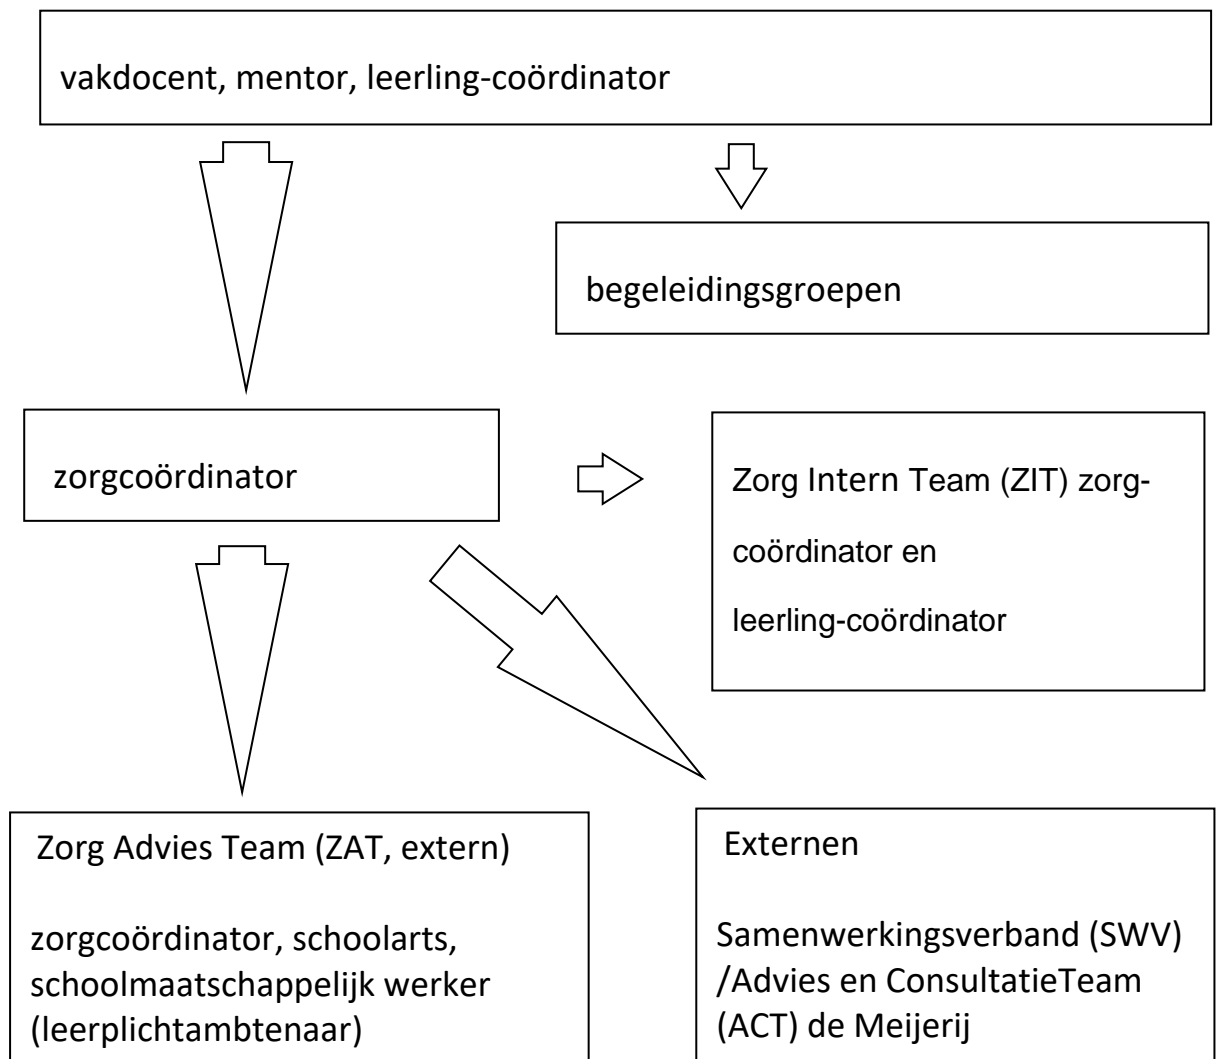 vakdocent, mentor, leerling-coördinator
begeleidingsgroepen
zorgcoördinator
Zorg Intern Team (ZIT) zorg-
coördinator en
leerling-coördinator
Zorg Advies Team (ZAT, extern)
zorgcoördinator, schoolarts,
schoolmaatschappelijk werker
(leerplichtambtenaar)
Externen
Samenwerkingsverband (SWV)
/Advies en ConsultatieTeam
(ACT) de Meijerij